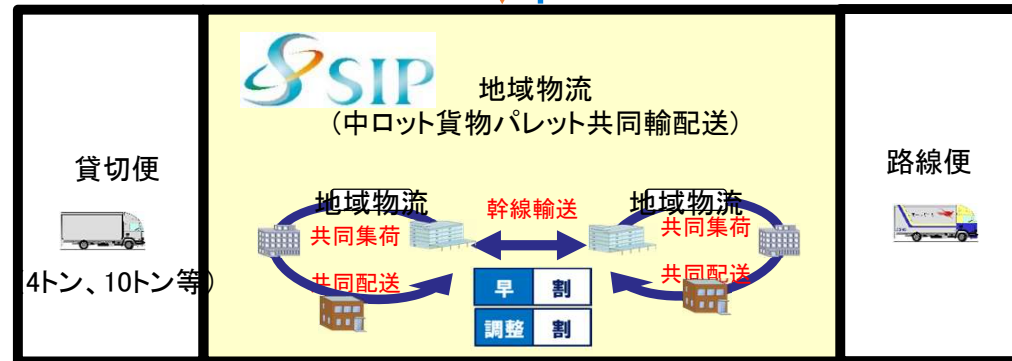 貸切便
(4トン、10トン等)
SIP
地域物流
(中ロット貨物パレット共同輸配送)
地域物流
共同集荷
共同配送
幹線輸送
早 割
調整 割
地域物流
共同集荷
共同配送
路線便